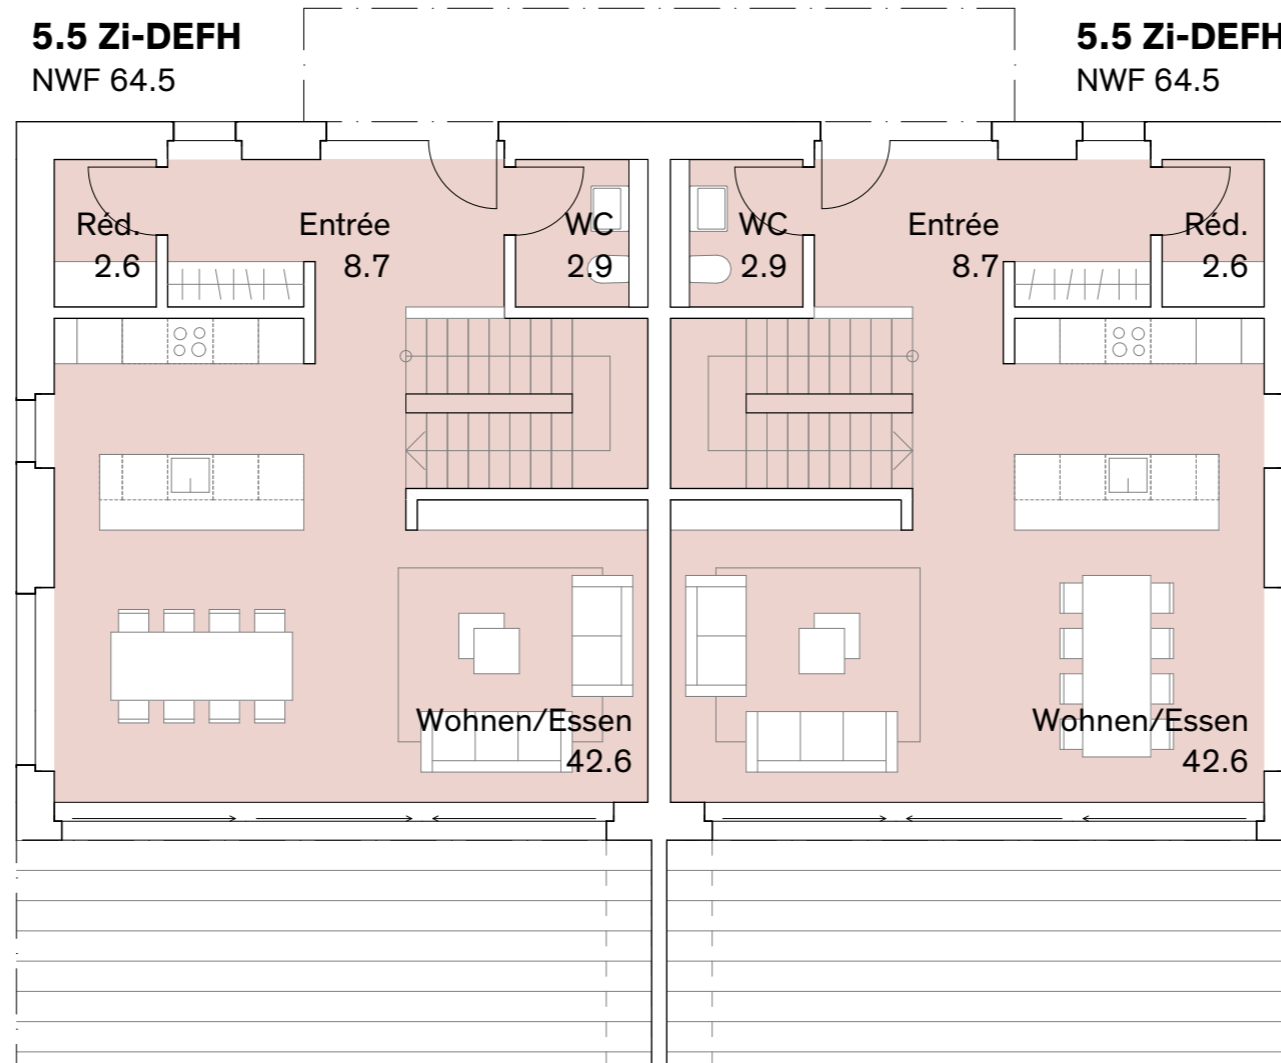 5.5 Zi-DEFH
NWF 64.5
5.5 Zi-DEFH
NWF 64.5
Réd.
2.6
Entrée
8.7
WC
2.9
WC
2.9
Entrée
8.7
Réd.
2.6
Wohnen/Essen
42.6
Wohnen/Essen
42.6